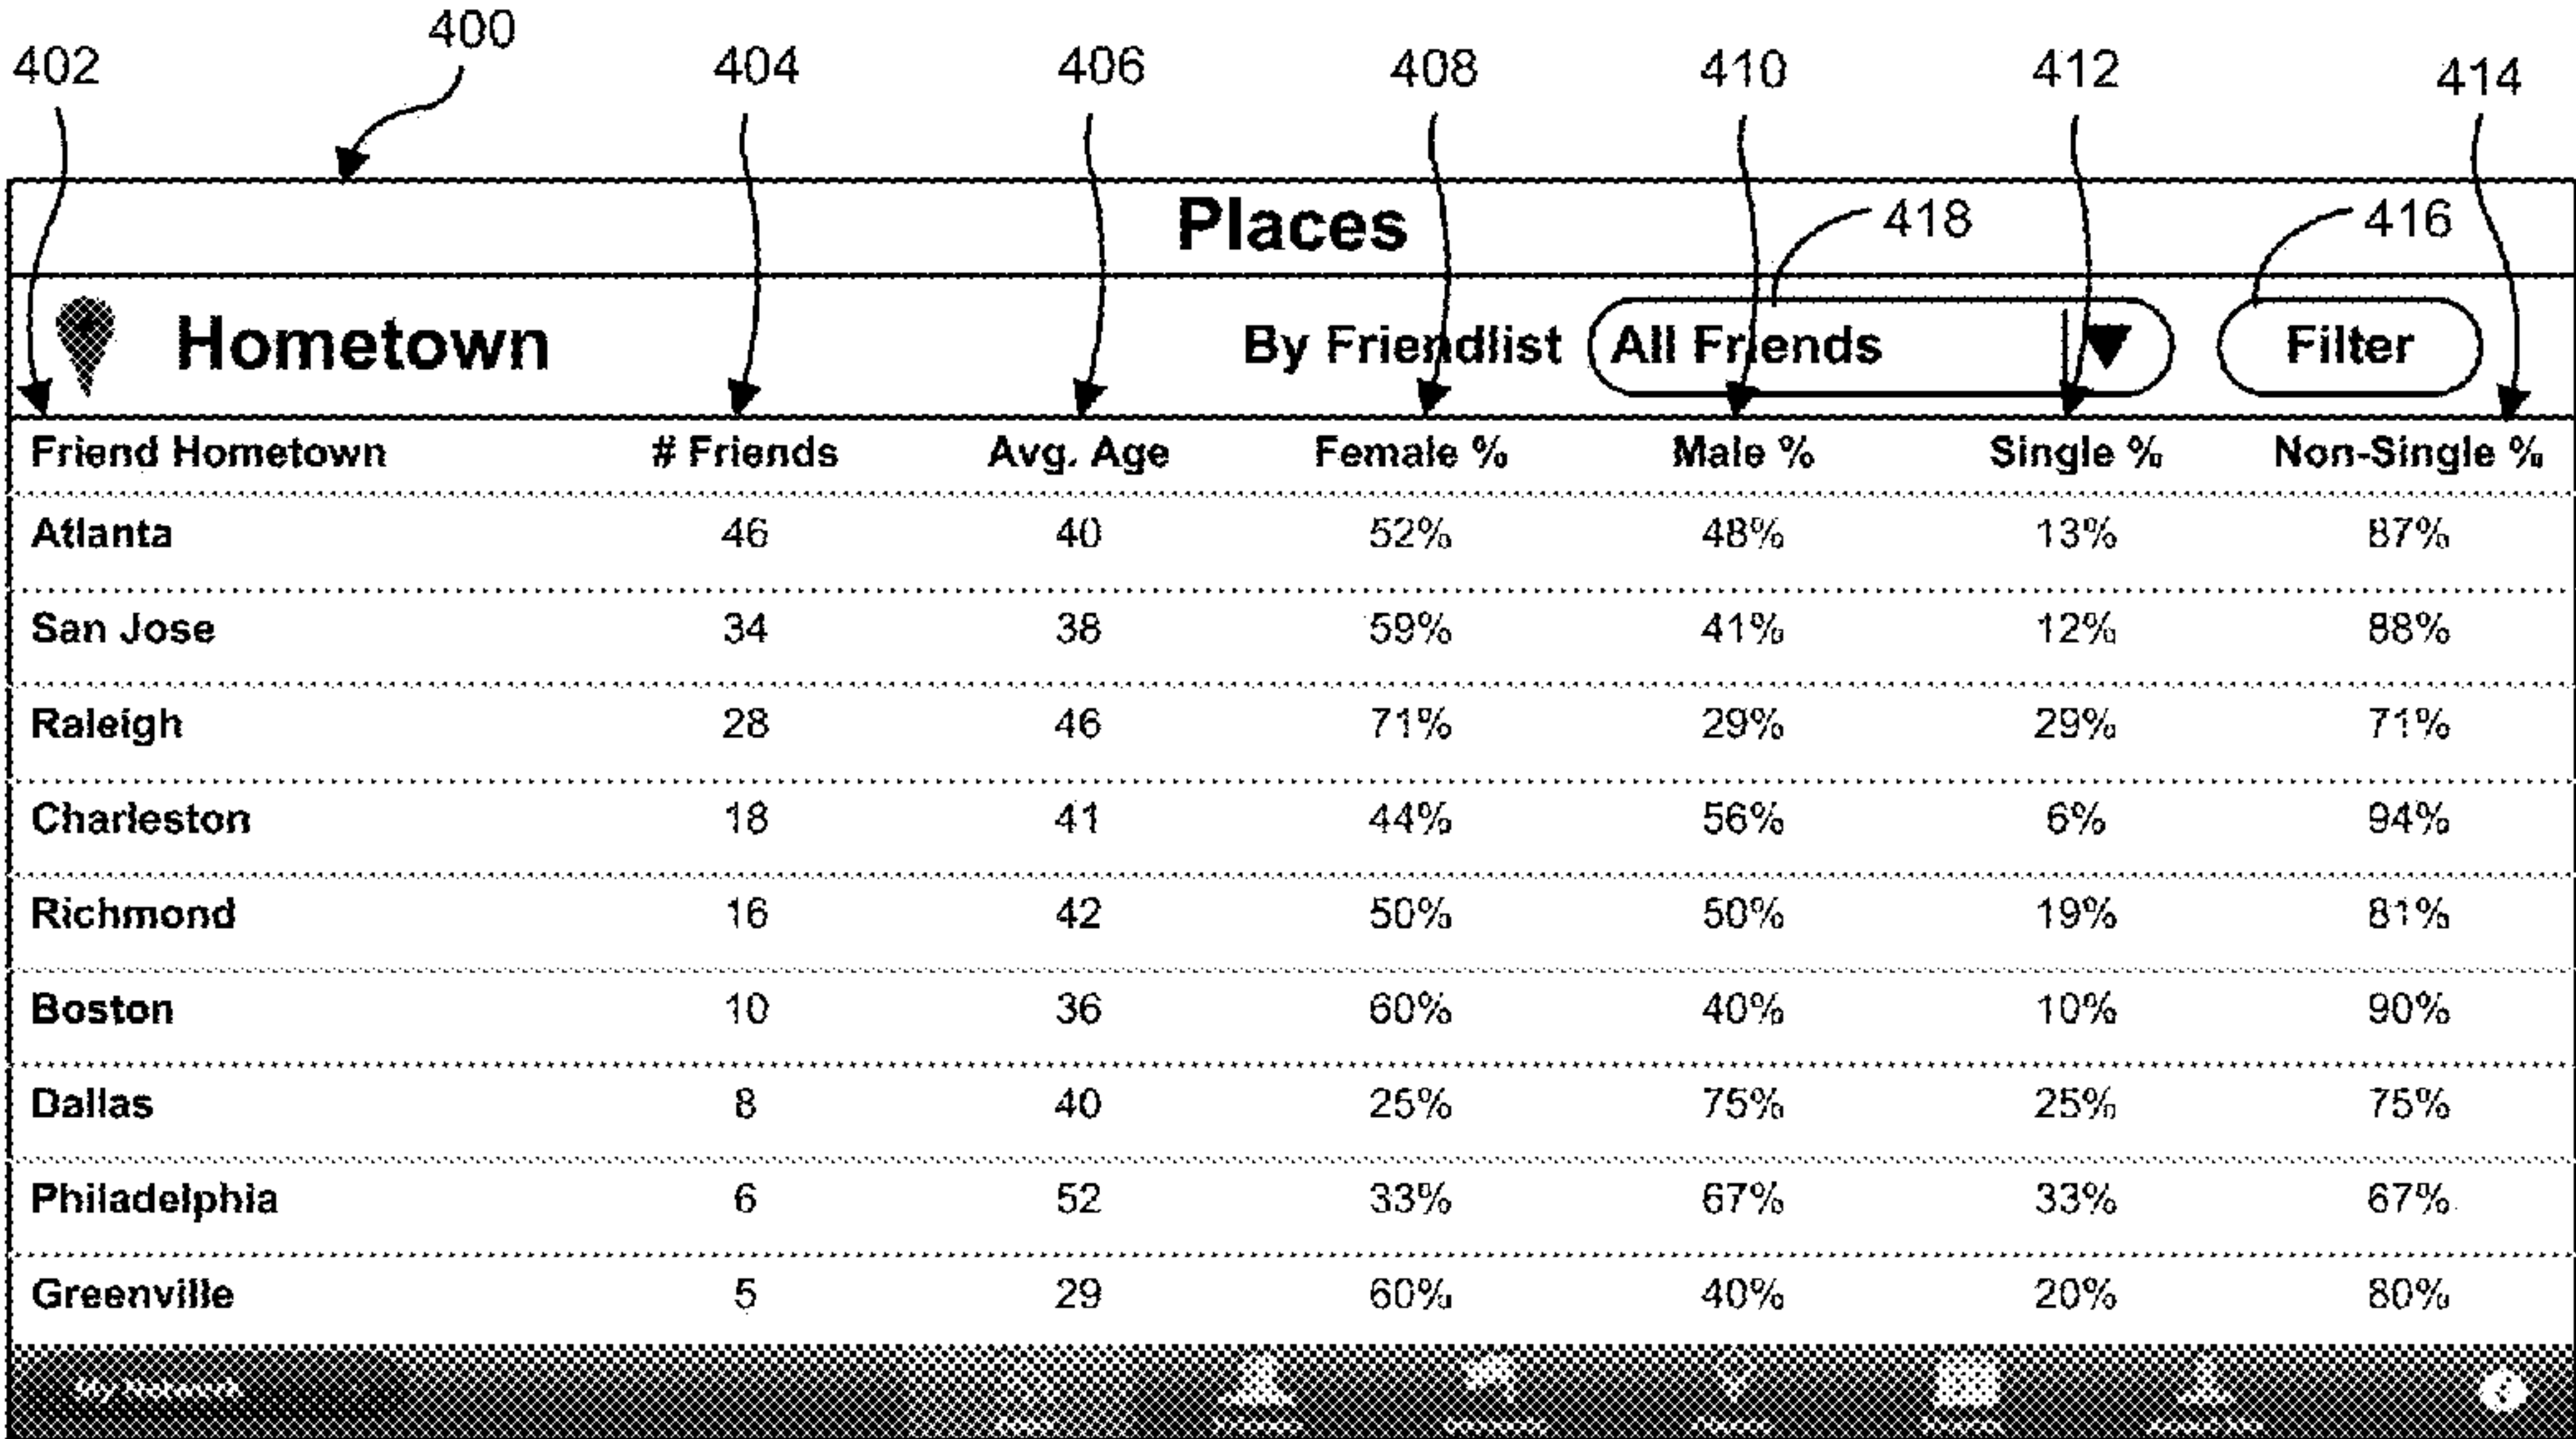 400
402 404 406 408 410 412 414
Places
418 416
Hometown By Friendlist All Friends Filter
Friend Hometown # Friends Avg. Age Female % Male % Single % Non-Single %
Atlanta 46 40 52% 48% 13% 87%
San Jose 34 38 59% 41% 12% 88%
Raleigh 28 46 71% 29% 29% 71%
Charleston 18 41 44% 56% 6% 94%
Richmond 16 42 50% 50% 19% 81%
Boston 10 36 60% 40% 10% 90%
Dallas 8 40 25% 75% 25% 75%
Philadelphia 6 52 33% 67% 33% 67%
Greenville 5 29 60% 40% 20% 80%
My Network